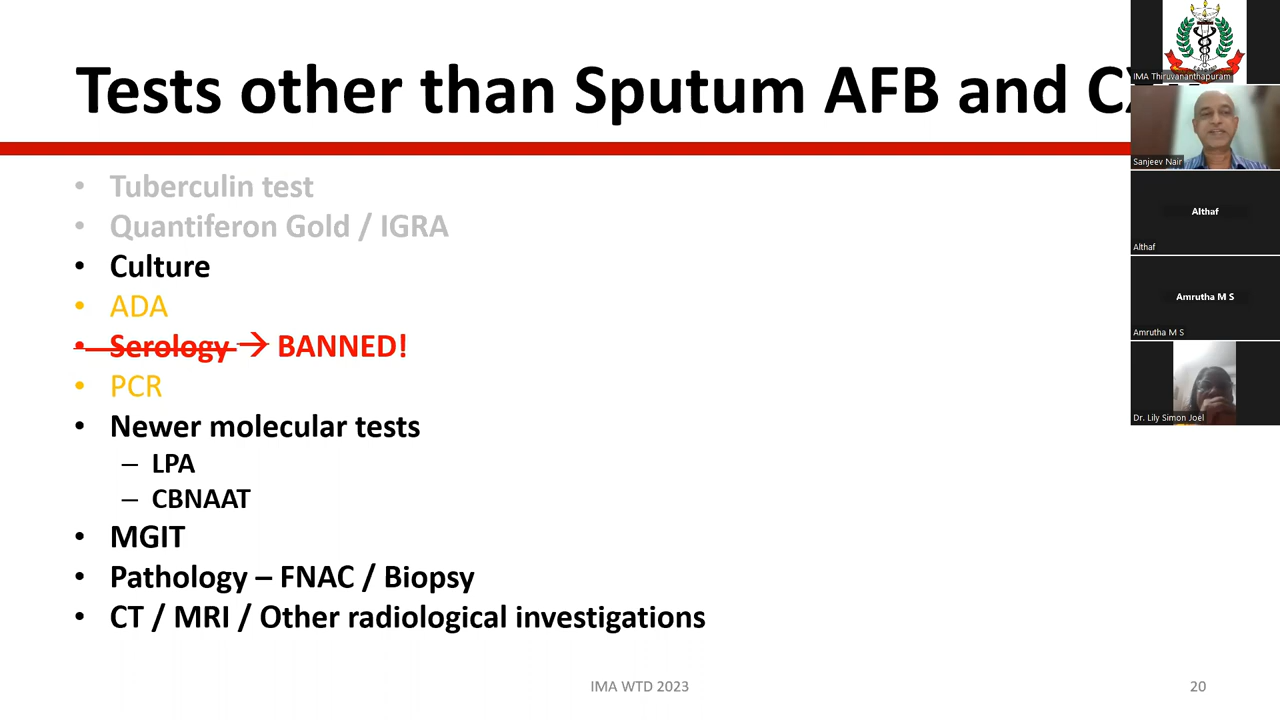 Tests other than Sputum AFB and
• Tuberculin test
• Quantiferon Gold / IGRA
• Culture
• ADA
• Serology → BANNED!
• PCR
• Newer molecular tests
– LPA
– CBNAAT
• MGIT
• Pathology – FNAC / Biopsy
• CT / MRI / Other radiological investigations
IMA WTD 2023
20
IMA Thiruvananthapuram
Sanjeev Nair
Althaf
Althaf
Amrutha M S
Amrutha M S
Dr. Lily Simon Joel